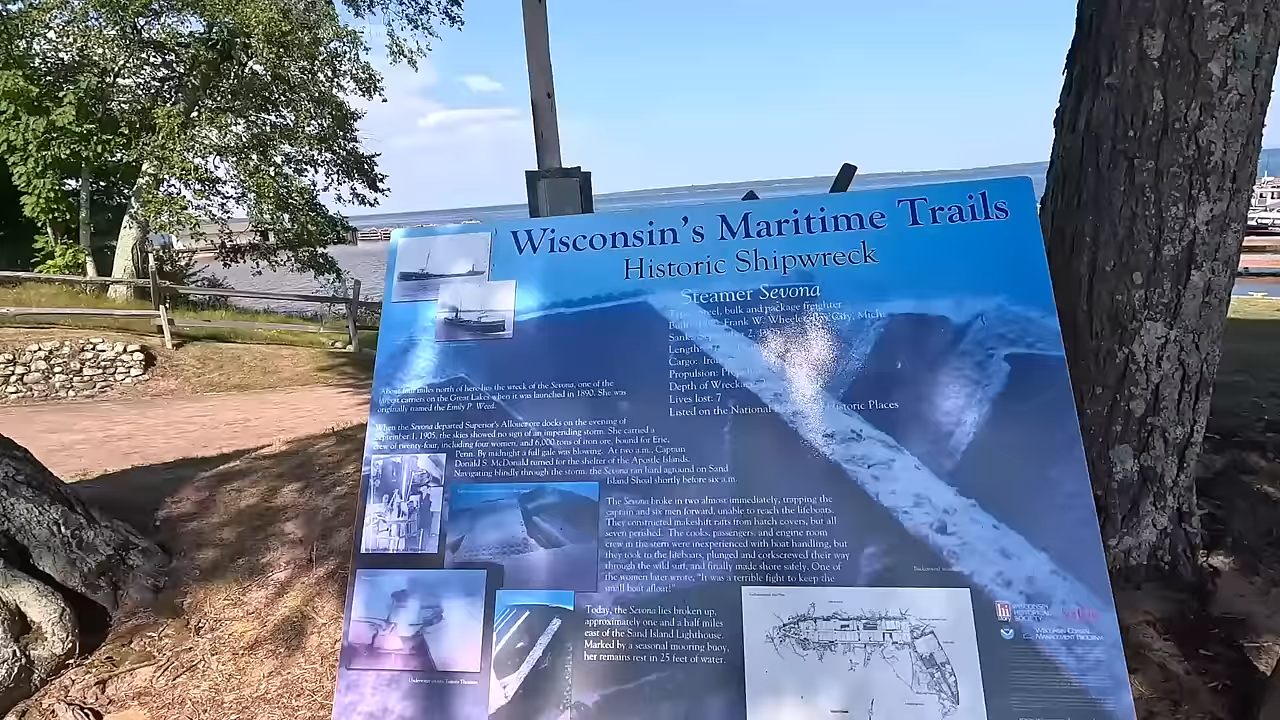 Wisconsin's Maritime Trails
Historic Shipwreck
Steamer Sevona
steel, bulk and package freighter
Frank W. Wheeler City, Mich
Length:
Cargo: Iron
Propulsion:
Depth of Wreckage
Lives lost: 7
Listed on the National Historic Places
About four miles north of here lies the wreck of the Sevona, one of the
largest carriers on the Great Lakes when it was launched in 1890. She was
originally named the Emily P. Weed.
When the Sevona departed Superior's Allouez ore docks on the evening of
September 1, 1905, the skies showed no sign of an impending storm. She carried a
crew of twenty-four, including four women, and 6,000 tons of iron ore, bound for Erie,
Penn. By midnight a full gale was blowing. At two a.m., Captain
Donald S. McDonald turned for the shelter of the Apostle Islands.
Navigating blindly through the storm, the Sevona ran hard aground on Sand
Island Shoal shortly before six a.m.
The Sevona broke in two almost immediately, trapping the
captain and six men forward, unable to reach the lifeboats.
They constructed makeshift rafts from hatch covers, but all
seven perished. The cooks, passengers, and engine room
crew in the stern were inexperienced with boat handling, but
they took to the lifeboats, plunged and corkscrewed their way
through the wild surf, and finally made shore safely. One of
the women later wrote, "It was a terrible fight to keep the
small boat afloat!"
Today, the Sevona lies broken up,
approximately one and a half miles
east of the Sand Island Lighthouse.
Marked by a seasonal mooring buoy,
her remains rest in 25 feet of water.
Wisconsin
Historical
Society
Wisconsin Coastal
Management Program